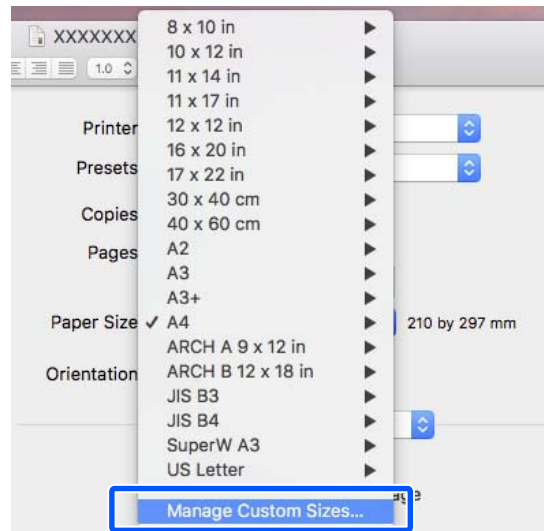 XXXXXXX
1.0
8 x 10 in
10 x 12 in
11 x 14 in
11 x 17 in
Printer 12 x 12 in
16 x 20 in
Presets 17 x 22 in
30 x 40 cm
Copies 40 x 60 cm
Pages A2
A3
A3+
Paper Size ✓ A4 210 by 297 mm
ARCH A 9 x 12 in
Orientation ARCH B 12 x 18 in
JIS B3
JIS B4
SuperW A3
US Letter
Manage Custom Sizes...